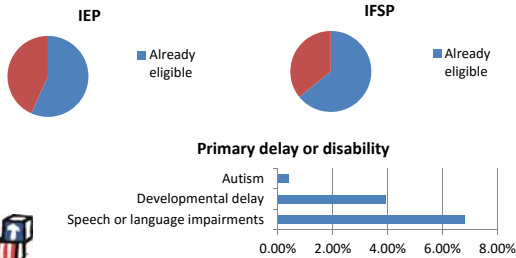 IEP
Already
eligible
IFSP
Already
eligible
Primary delay or disability
Autism
Developmental delay
Speech or language impairments
0.00% 2.00% 4.00% 6.00% 8.00%